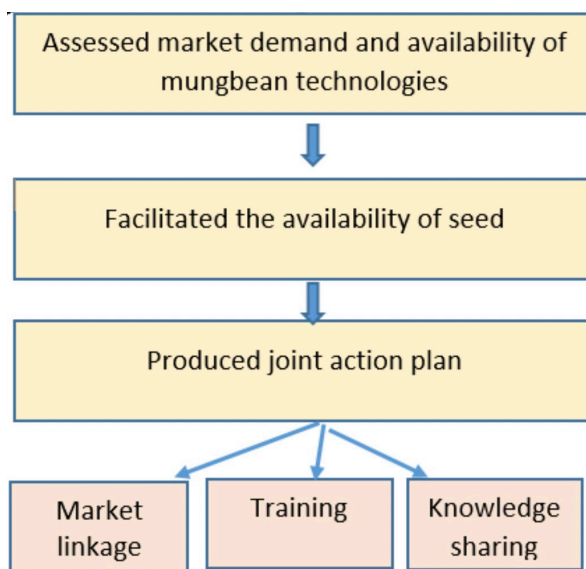 Assessed market demand and availability of
mungbean technologies
Facilitated the availability of seed
Produced joint action plan
Market
linkage
Training
Knowledge
sharing